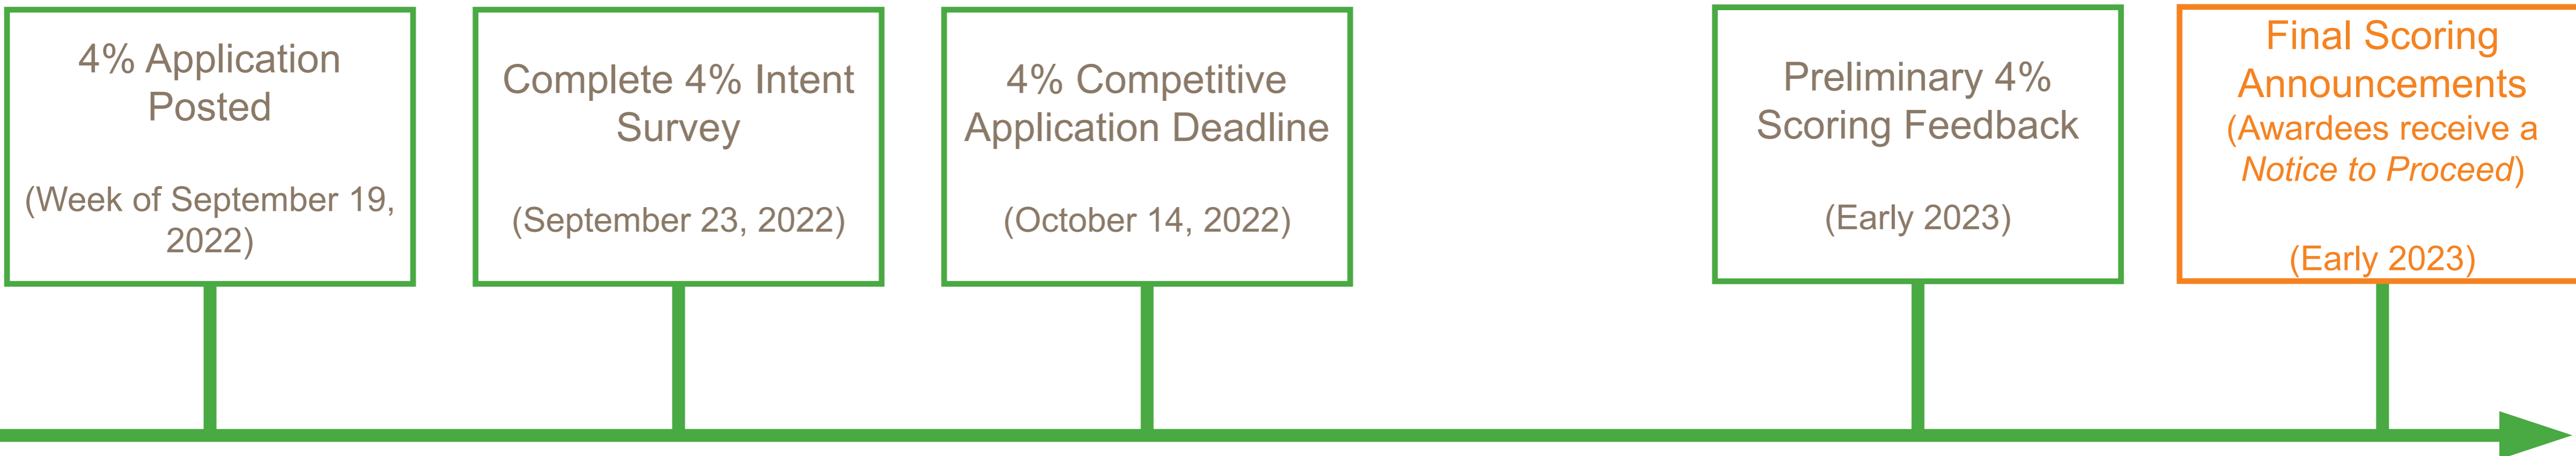 4% Application
Posted
(Week of September 19,
2022)
Complete 4% Intent
Survey
(September 23, 2022)
4% Competitive
Application Deadline
(October 14, 2022)
Preliminary 4%
Scoring Feedback
(Early 2023)
Final Scoring
Announcements
(Awardees receive a
Notice to Proceed)
(Early 2023)